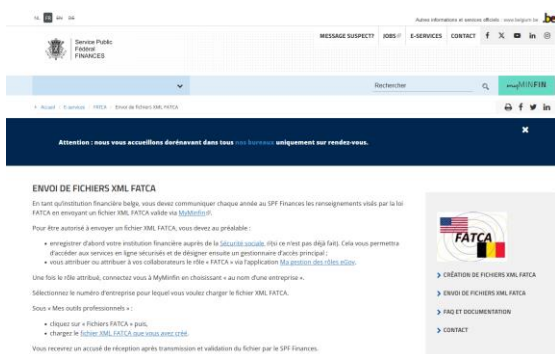 NL FR EN DE
Autres informations et services officiels : www.belgium.be
.be
Service Public
Fédéral
FINANCES
MESSAGE SUSPECT? JOBS E-SERVICES CONTACT
Rechercher
myMINFIN
Accueil E-services FATCA Envoi de fichiers XML FATCA
Attention : nous vous accueillons dorénavant dans tous nos bureaux uniquement sur rendez-vous.
ENVOI DE FICHIERS XML FATCA
En tant qu'institution financière belge, vous devez communiquer chaque année au SPF Finances les renseignements visés par la loi
FATCA en envoyant un fichier XML FATCA valide via MyMinfin.
Pour être autorisé à envoyer un fichier XML FATCA, vous devez au préalable :
• enregistrer d'abord votre institution financière auprès de la Sécurité sociale, (si ce n'est pas déjà fait). Cela vous permettra
d'accéder aux services en ligne sécurisés et de désigner ensuite un gestionnaire d'accès principal ;
• vous attribuer ou attribuer à vos collaborateurs le rôle « FATCA » via l'application Ma gestion des rôles eGov.
Une fois le rôle attribué, connectez vous à MyMinfin en choisissant « au nom d'une entreprise ».
Sélectionnez le numéro d'entreprise pour lequel vous voulez charger le fichier XML FATCA.
Sous « Mes outils professionnels » :
• cliquez sur « Fichiers FATCA » puis,
• chargez le fichier XML FATCA que vous avez créé.
Vous recevrez un accusé de réception après transmission et validation du fichier par le SPF Finances.
FATCA
CRÉATION DE FICHIERS XML FATCA
ENVOI DE FICHIERS XML FATCA
FAQ ET DOCUMENTATION
CONTACT